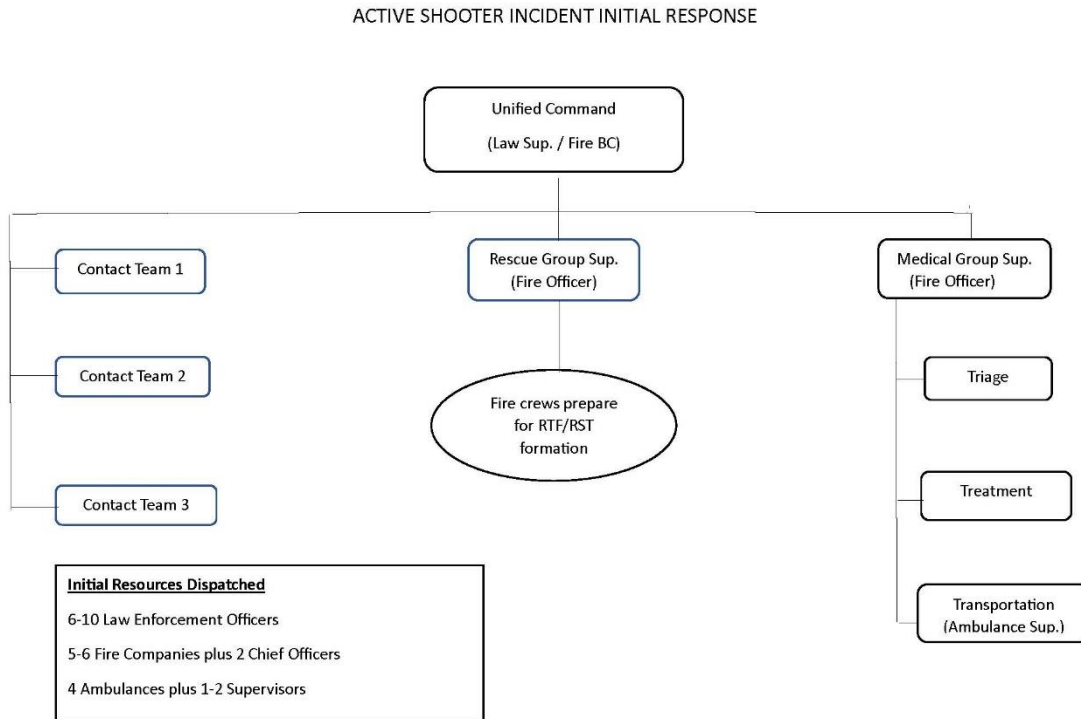 ACTIVE SHOOTER INCIDENT INITIAL RESPONSE
Unified Command
(Law Sup. / Fire BC)
Contact Team 1
Contact Team 2
Contact Team 3
Rescue Group Sup.
(Fire Officer)
Fire crews prepare
for RTF/RST
formation
Medical Group Sup.
(Fire Officer)
Triage
Treatment
Transportation
(Ambulance Sup.)
Initial Resources Dispatched
6-10 Law Enforcement Officers
5-6 Fire Companies plus 2 Chief Officers
4 Ambulances plus 1-2 Supervisors